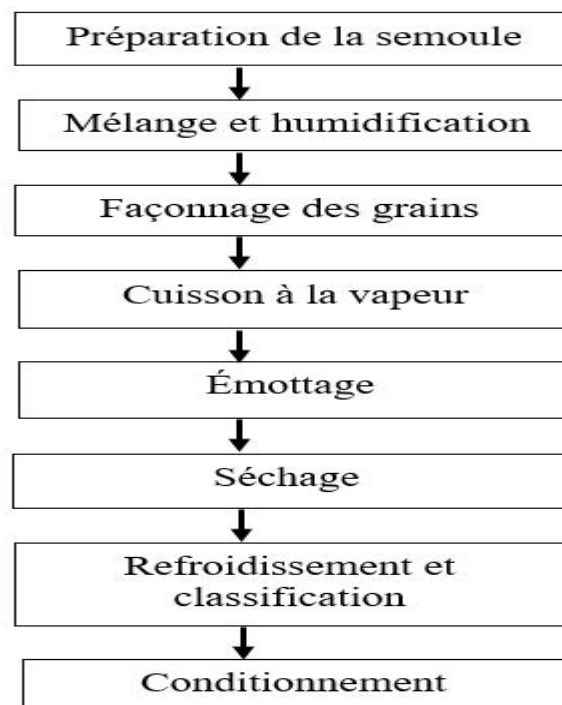 Préparation de la semoule
Mélange et humidification
Façonnage des grains
Cuisson à la vapeur
Émottage
Séchage
Refroidissement et
classification
Conditionnement